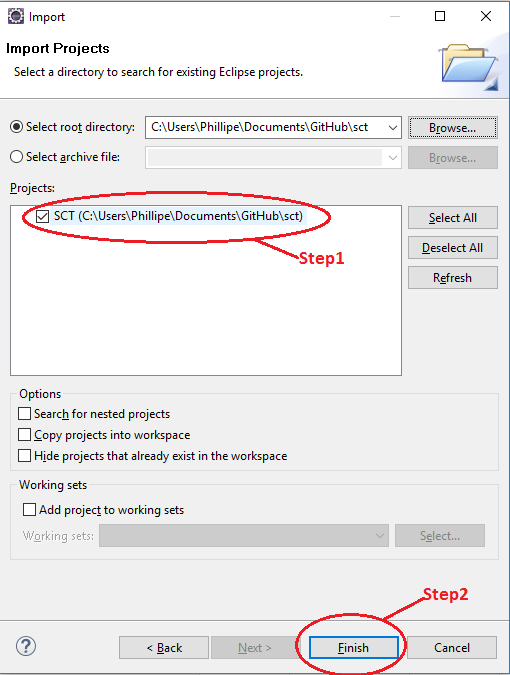 Import
Import Projects
Select a directory to search for existing Eclipse projects.
Select root directory: C:\Users\Phillipe\Documents\GitHub\sct Browse...
Select archive file: Browse...
Projects:
SCT (C:\Users\Phillipe\Documents\GitHub\sct) Select All
Deselect All
Step1
Refresh
Options
Search for nested projects
Copy projects into workspace
Hide projects that already exist in the workspace
Working sets
Add project to working sets
Working sets: Select...
Step2
? < Back Next > Finish Cancel